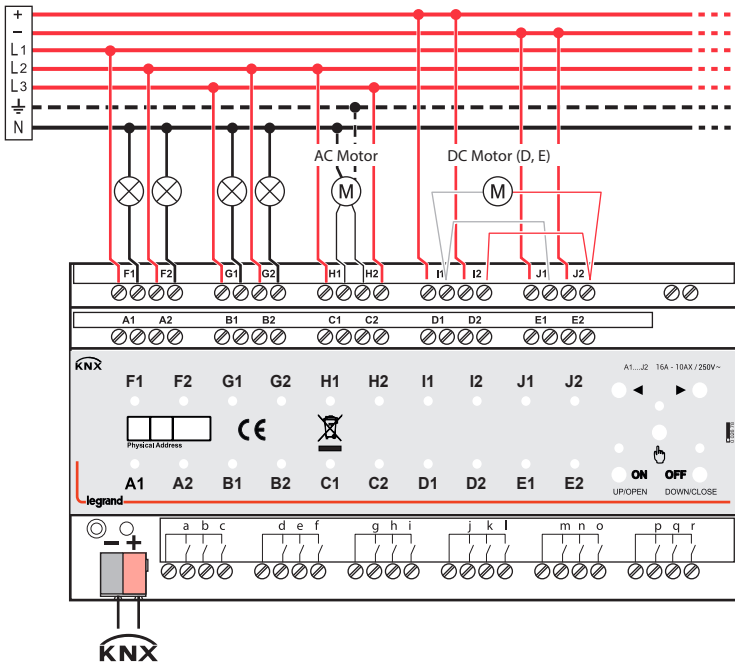 +
−
L1
L2
L3
N
AC Motor
DC Motor (D, E)
M
M
F1 F2 G1 G2 H1 H2 I1 I2 J1 J2
A1 A2 B1 B2 C1 C2 D1 D2 E1 E2
KNX
A1....J2 16A - 10AX / 250V~
F1 F2 G1 G2 H1 H2 I1 I2 J1 J2
CE
Physical Address
A1 A2 B1 B2 C1 C2 D1 D2 E1 E2
ON OFF
UP/OPEN DOWN/CLOSE
legrand
a b c d e f g h i j k l m n o p q r
− +
KNX